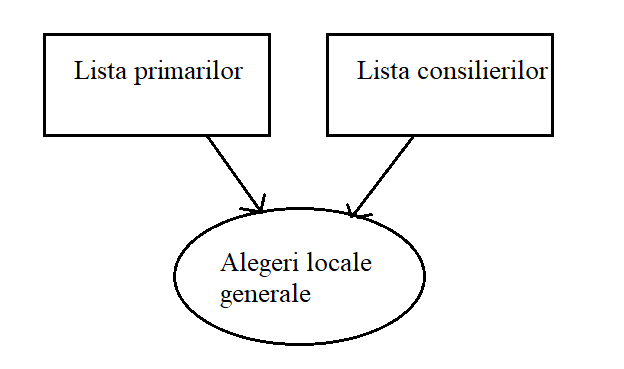 Lista primarilor
Lista consilierilor
Alegeri locale
generale